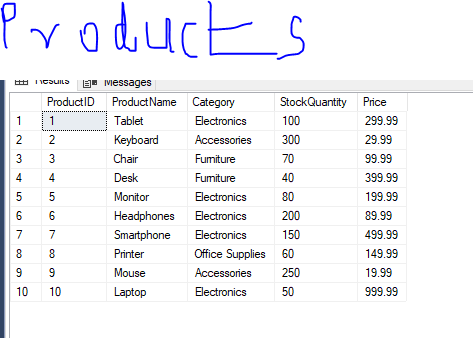 Products
Results Messages
ProductID ProductName Category StockQuantity Price
1 1 Tablet Electronics 100 299.99
2 2 Keyboard Accessories 300 29.99
3 3 Chair Furniture 70 99.99
4 4 Desk Furniture 40 399.99
5 5 Monitor Electronics 80 199.99
6 6 Headphones Electronics 200 89.99
7 7 Smartphone Electronics 150 499.99
8 8 Printer Office Supplies 60 149.99
9 9 Mouse Accessories 250 19.99
10 10 Laptop Electronics 50 999.99